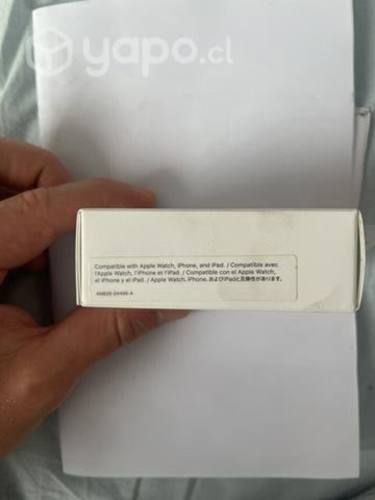 yapo.cl
Compatible with Apple Watch, iPhone, and iPad. / Compatible avec
l'Apple Watch, l'iPhone et l'iPad. / Compatible con el Apple Watch,
el iPhone y el iPad. / Apple Watch、iPhone、およびiPadと互換性があります。